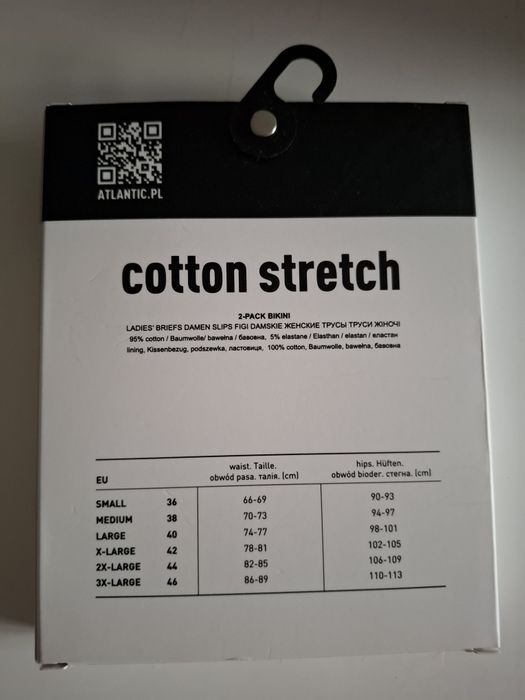 ATLANTIC.PL
cotton stretch
2-PACK BIKINI
LADIES' BRIEFS DAMEN SLIPS FIGI DAMSKIE ЖЕНСКИЕ ТРУСЫ ТРУСИ ЖІНОЧІ
95% cotton / Baumwolle/ bawełna / бавовна, 5% elastane / Elasthan / elastan / еластан
lining, Kissenbezug, podszewka, ластовиця, 100% cotton, Baumwolle, bawełna, бавовна
EU waist. Taille. obwód pasa. талія. (cm) hips. Hüften. obwód bioder. стегна. (cm)
SMALL 36 66-69 90-93
MEDIUM 38 70-73 94-97
LARGE 40 74-77 98-101
X-LARGE 42 78-81 102-105
2X-LARGE 44 82-85 106-109
3X-LARGE 46 86-89 110-113